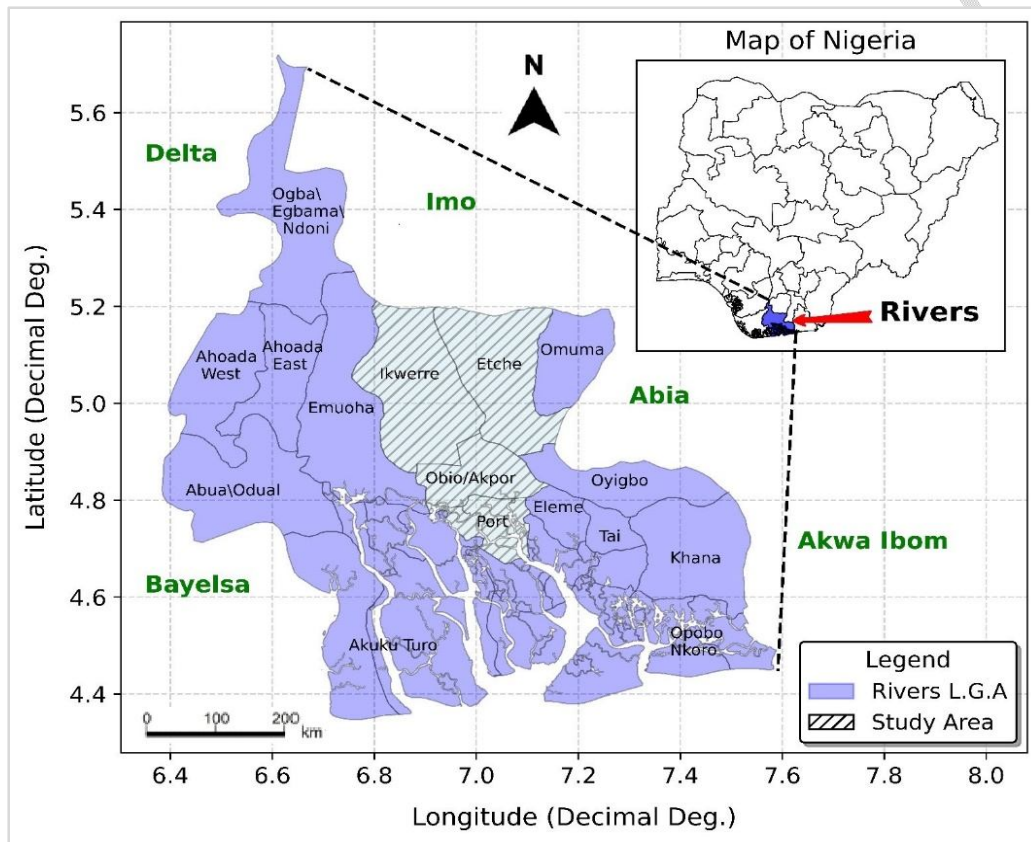 Map of Nigeria
Rivers
N
Delta
Imo
Abia
Akwa Ibom
Bayelsa
Ogba\
Egbama\
Ndoni
Ahoada
West
Ahoada
East
Emuoha
Ikwerre
Etche
Omuma
Abua\Odual
Obio/Akpor
Port
Oyigbo
Eleme
Tai
Khana
Akuku Turo
Opobo
Nkoro
Legend
Rivers L.G.A
Study Area
0 100 200
km
Latitude (Decimal Deg.)
5.6
5.4
5.2
5.0
4.8
4.6
4.4
6.4 6.6 6.8 7.0 7.2 7.4 7.6 7.8 8.0
Longitude (Decimal Deg.)